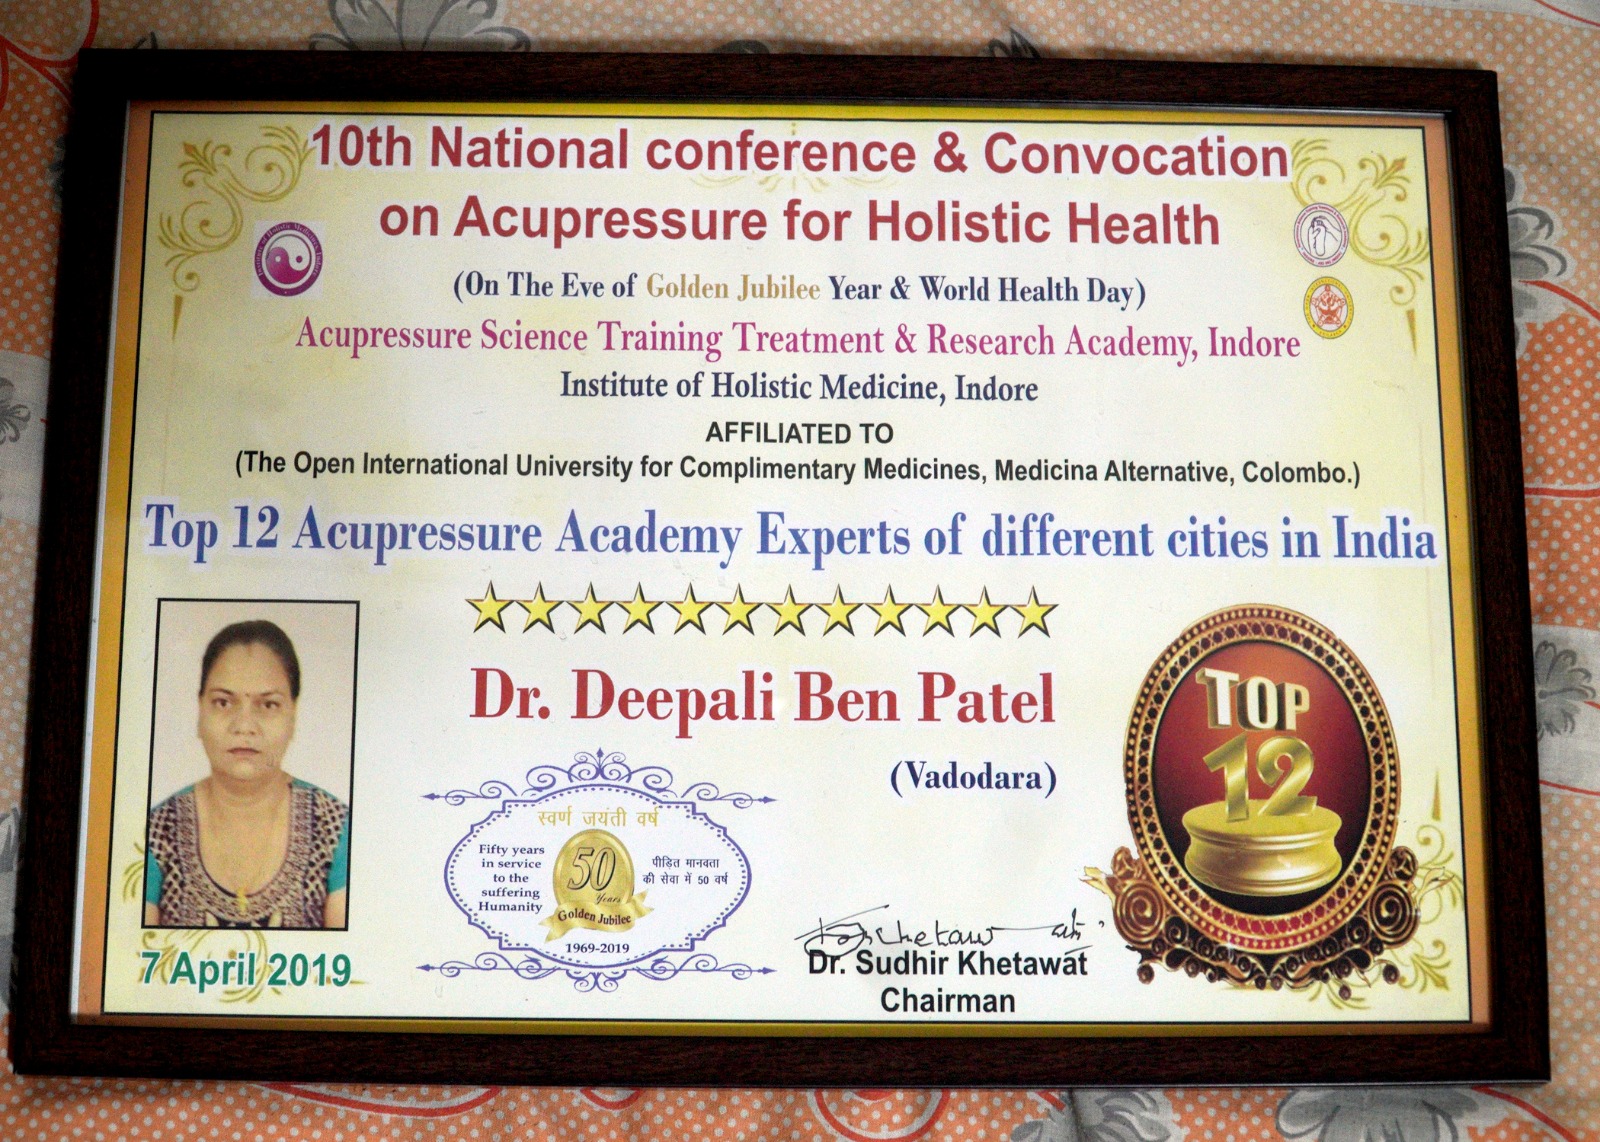 10th National conference & Convocation
on Acupressure for Holistic Health
(On The Eve of Golden Jubilee Year & World Health Day)
Acupressure Science Training Treatment & Research Academy, Indore
Institute of Holistic Medicine, Indore
AFFILIATED TO
(The Open International University for Complimentary Medicines, Medicina Alternative, Colombo.)
Top 12 Acupressure Academy Experts of different cities in India
Dr. Deepali Ben Patel
(Vadodara)
TOP
12
स्वर्ण जयंती वर्ष
Fifty years
in service
to the
suffering
Humanity
50
Years
Golden Jubilee
पीडित मानवता
की सेवा में 50 वर्ष
1969-2019
7 April 2019
Dr. Sudhir Khetawat
Chairman